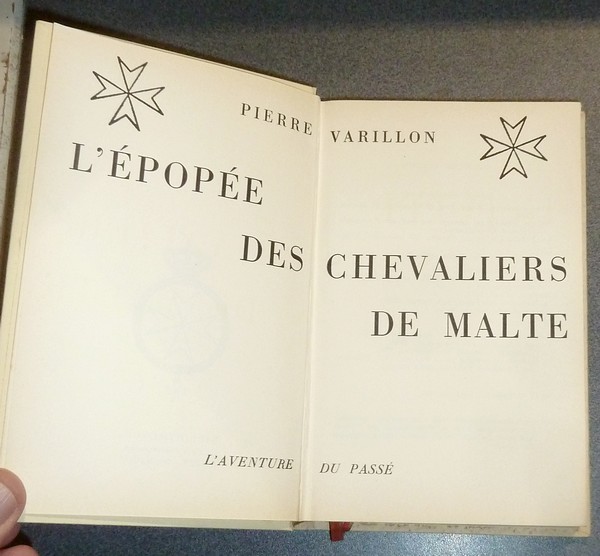 PIERRE VARILLON
L'ÉPOPÉE
DES CHEVALIERS
DE MALTE
L'AVENTURE DU PASSÉ